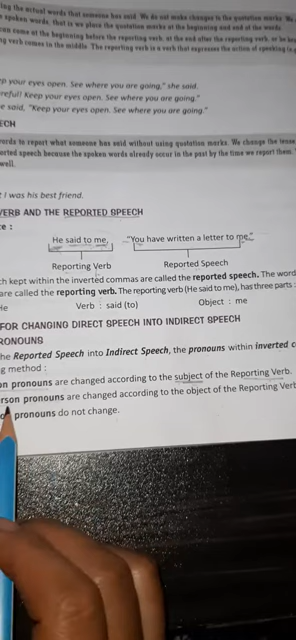 ing the actual words that someone has said. We do not make changes to the quotation marks. We
spoken words, that is we place the quotation marks at the beginning and end of the words.
can come at the beginning before the reporting verb, at the end after the reporting verb, or be
ng verb comes in the middle. The reporting verb is a verb that expresses the action of speaking
p your eyes open. See where you are going," she said.
reful! Keep your eyes open. See where you are going."
e said, "Keep your eyes open. See where you are going."
ECH
words to report what someone has said without using quotation marks. We change the tense
orted speech because the spoken words already occur in the past by the time we report them.
well.
I was his best friend.
VERB AND THE REPORTED SPEECH
e :
He said to me, "You have written a letter to me."
Reporting Verb Reported Speech
ch kept within the inverted commas are called the reported speech. The word
are called the reporting verb. The reporting verb (He said to me), has three parts :
He Verb : said (to) Object : me
FOR CHANGING DIRECT SPEECH INTO INDIRECT SPEECH
RONOUNS
he Reported Speech into Indirect Speech, the pronouns within inverted c
g method :
on pronouns are changed according to the subject of the Reporting Verb.
rson pronouns are changed according to the object of the Reporting Verb
pronouns do not change.